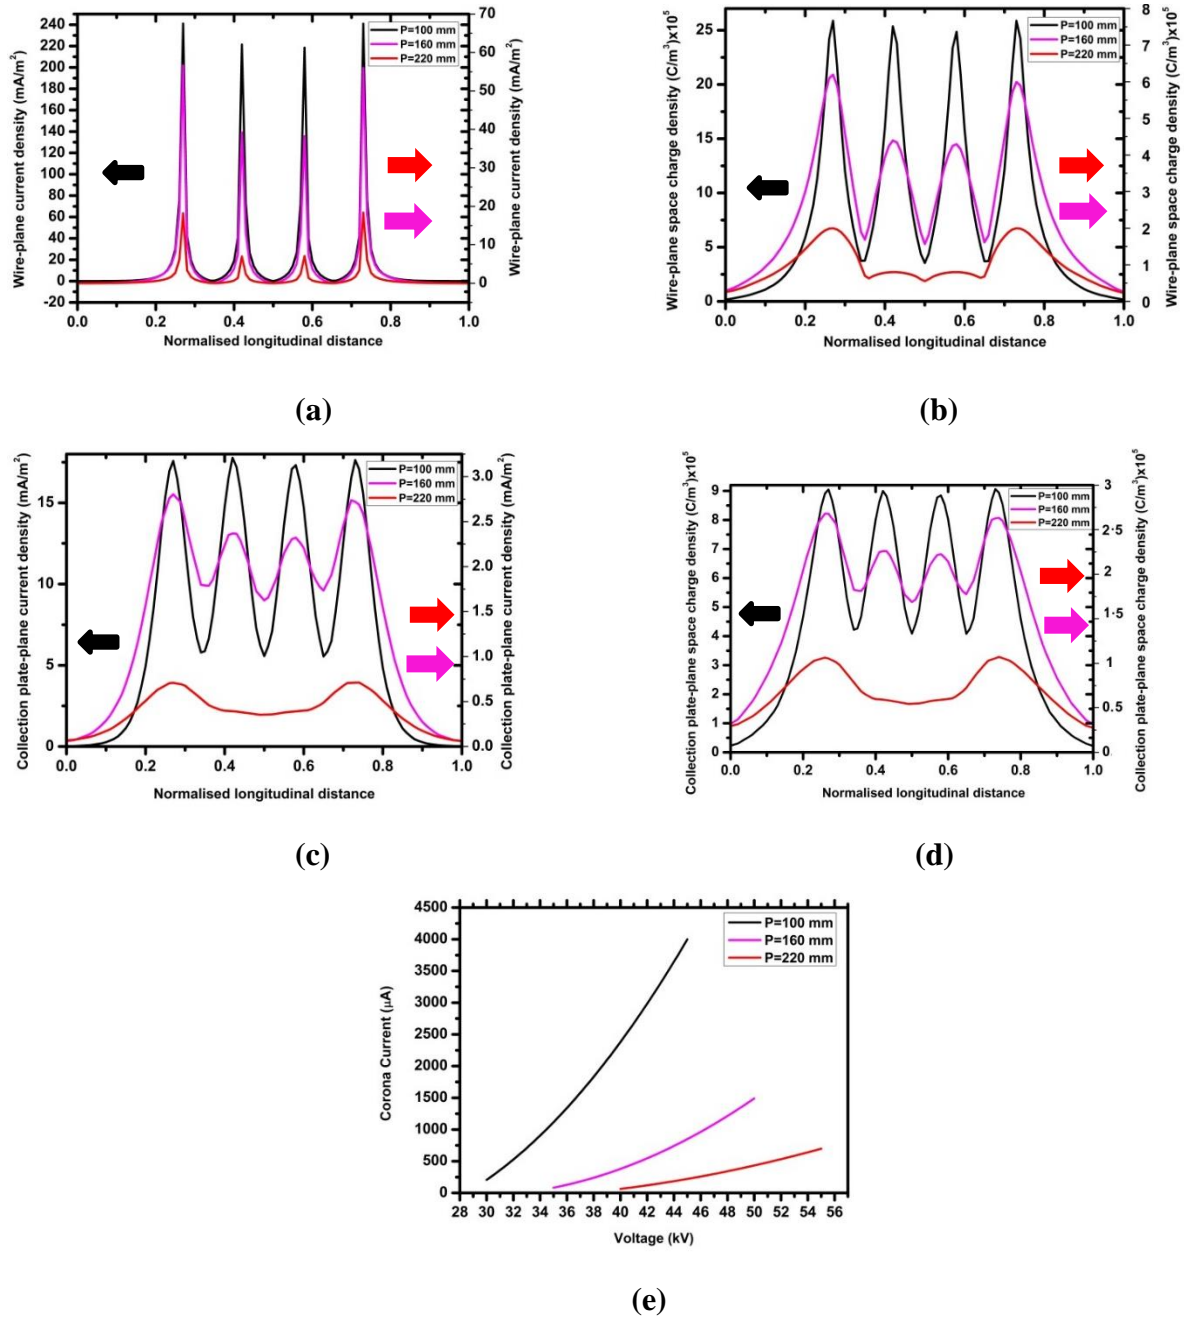 Wire-plane current density (mA/m²)
240
220
200
180
160
140
120
100
80
60
40
20
0
-20
0.0 0.2 0.4 0.6 0.8 1.0
Normalised longitudinal distance
70
60
50
40
30
20
10
0
Wire-plane current density (mA/m²)
P=100 mm
P=160 mm
P=220 mm
(a)
Wire-plane space charge density (C/m³)x10⁵
25
20
15
10
5
0
0.0 0.2 0.4 0.6 0.8 1.0
Normalised longitudinal distance
8
7
6
5
4
3
2
1
0
Wire-plane space charge density (C/m³)x10⁵
P=100 mm
P=160 mm
P=220 mm
(b)
Collection plate-plane current density (mA/m²)
15
10
5
0
0.0 0.2 0.4 0.6 0.8 1.0
Normalised longitudinal distance
3.0
2.5
2.0
1.5
1.0
0.5
0.0
Collection plate-plane current density (mA/m²)
P=100 mm
P=160 mm
P=220 mm
(c)
Collection plate-plane space charge density (C/m³)x10⁵
9
8
7
6
5
4
3
2
1
0
0.0 0.2 0.4 0.6 0.8 1.0
Normalised longitudinal distance
3
2·5
2
1·5
1
0·5
0
Collection plate-plane space charge density (C/m³)x10⁵
P=100 mm
P=160 mm
P=220 mm
(d)
Corona Current (μA)
4500
4000
3500
3000
2500
2000
1500
1000
500
0
28 30 32 34 36 38 40 42 44 46 48 50 52 54 56
Voltage (kV)
P=100 mm
P=160 mm
P=220 mm
(e)